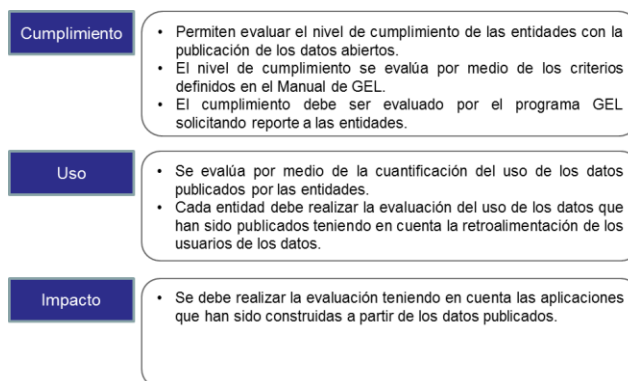 Cumplimiento
• Permiten evaluar el nivel de cumplimiento de las entidades con la
publicación de los datos abiertos.
• El nivel de cumplimiento se evalúa por medio de los criterios
definidos en el Manual de GEL.
• El cumplimiento debe ser evaluado por el programa GEL
solicitando reporte a las entidades.
Uso
• Se evalúa por medio de la cuantificación del uso de los datos
publicados por las entidades.
• Cada entidad debe realizar la evaluación del uso de los datos que
han sido publicados teniendo en cuenta la retroalimentación de los
usuarios de los datos.
Impacto
• Se debe realizar la evaluación teniendo en cuenta las aplicaciones
que han sido construidas a partir de los datos publicados.